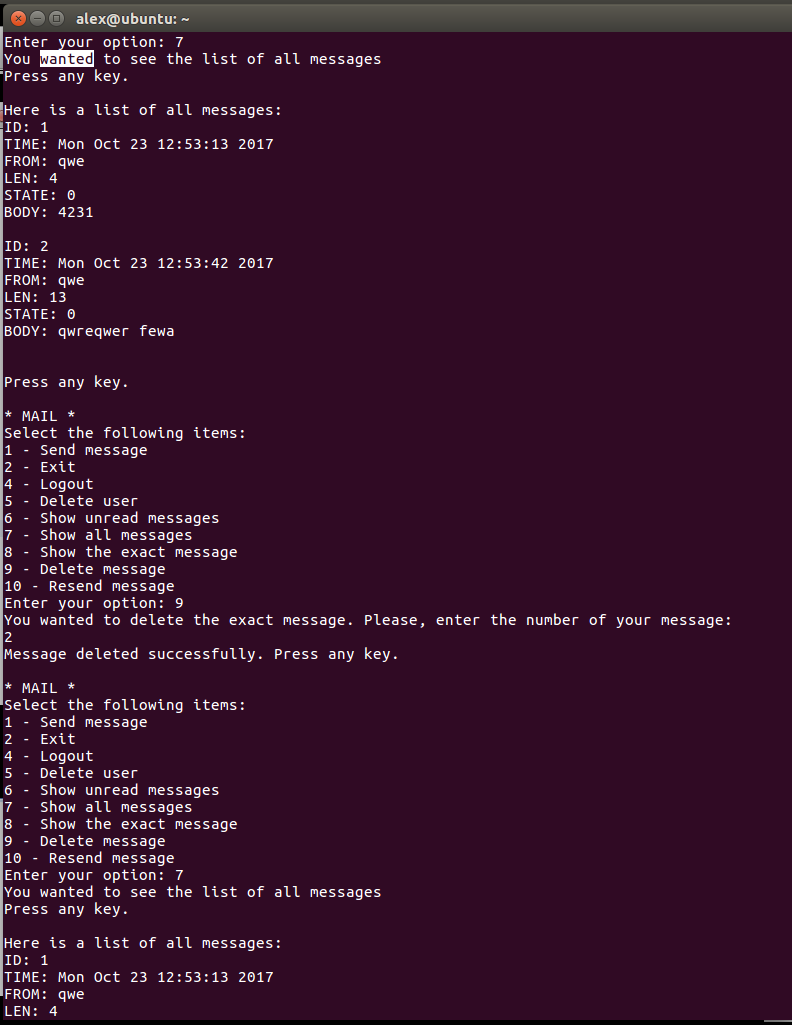 alex@ubuntu: ~
Enter your option: 7
You wanted to see the list of all messages
Press any key.

Here is a list of all messages:
ID: 1
TIME: Mon Oct 23 12:53:13 2017
FROM: qwe
LEN: 4
STATE: 0
BODY: 4231

ID: 2
TIME: Mon Oct 23 12:53:42 2017
FROM: qwe
LEN: 13
STATE: 0
BODY: qwreqwer fewa


Press any key.

* MAIL *
Select the following items:
1 - Send message
2 - Exit
4 - Logout
5 - Delete user
6 - Show unread messages
7 - Show all messages
8 - Show the exact message
9 - Delete message
10 - Resend message
Enter your option: 9
You wanted to delete the exact message. Please, enter the number of your message:
2
Message deleted successfully. Press any key.

* MAIL *
Select the following items:
1 - Send message
2 - Exit
4 - Logout
5 - Delete user
6 - Show unread messages
7 - Show all messages
8 - Show the exact message
9 - Delete message
10 - Resend message
Enter your option: 7
You wanted to see the list of all messages
Press any key.

Here is a list of all messages:
ID: 1
TIME: Mon Oct 23 12:53:13 2017
FROM: qwe
LEN: 4